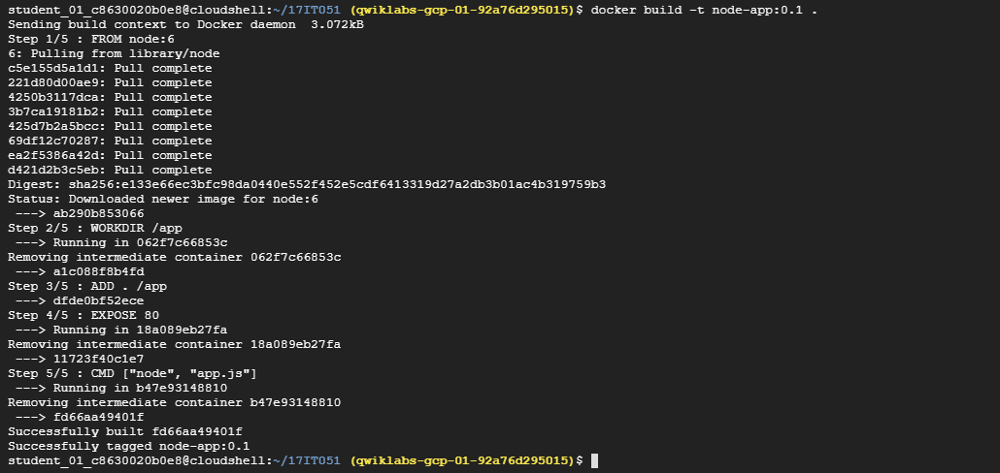 student_01_c8630020b0e8@cloudshell:~/17IT051 (qwiklabs-gcp-01-92a76d295015)$ docker build -t node-app:0.1 .
Sending build context to Docker daemon  3.072kB
Step 1/5 : FROM node:6
6: Pulling from library/node
c5e155d5a1d1: Pull complete
221d80d00ae9: Pull complete
4250b3117dca: Pull complete
3b7ca19181b2: Pull complete
425d7b2a5bcc: Pull complete
69df12c70287: Pull complete
ea2f5386a42d: Pull complete
d421d2b3c5eb: Pull complete
Digest: sha256:e133e66ec3bfc98da0440e552f452e5cdf6413319d27a2db3b01ac4b319759b3
Status: Downloaded newer image for node:6
 ---> ab290b853066
Step 2/5 : WORKDIR /app
 ---> Running in 062f7c66853c
Removing intermediate container 062f7c66853c
 ---> a1c088f8b4fd
Step 3/5 : ADD . /app
 ---> dfde0bf52ece
Step 4/5 : EXPOSE 80
 ---> Running in 18a089eb27fa
Removing intermediate container 18a089eb27fa
 ---> 11723f40c1e7
Step 5/5 : CMD ["node", "app.js"]
 ---> Running in b47e93148810
Removing intermediate container b47e93148810
 ---> fd66aa49401f
Successfully built fd66aa49401f
Successfully tagged node-app:0.1
student_01_c8630020b0e8@cloudshell:~/17IT051 (qwiklabs-gcp-01-92a76d295015)$